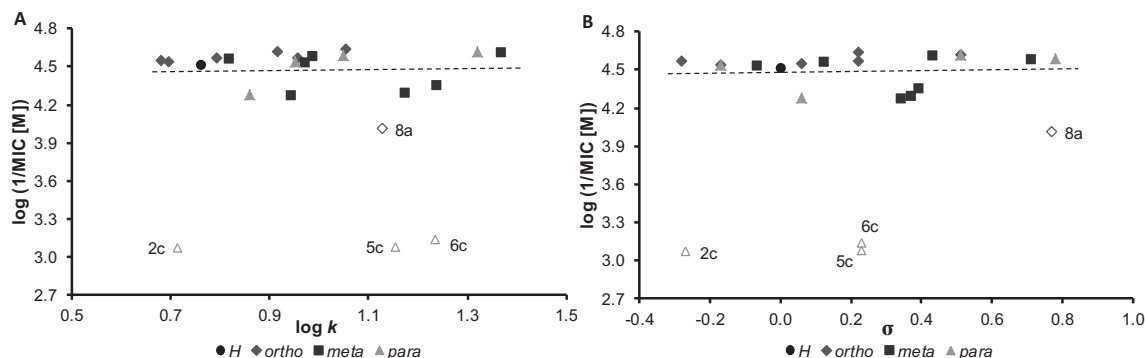 A
log (1/MIC [M])
4.8
4.5
4.2
3.9
3.6
3.3
3.0
2.7
8a
2c
5c
6c
0.5 0.7 0.9 1.1 1.3 1.5
log k
H ortho meta para
B
log (1/MIC [M])
4.8
4.5
4.2
3.9
3.6
3.3
3.0
2.7
8a
6c
2c
5c
-0.4 -0.2 0.0 0.2 0.4 0.6 0.8 1.0
σ
H ortho meta para